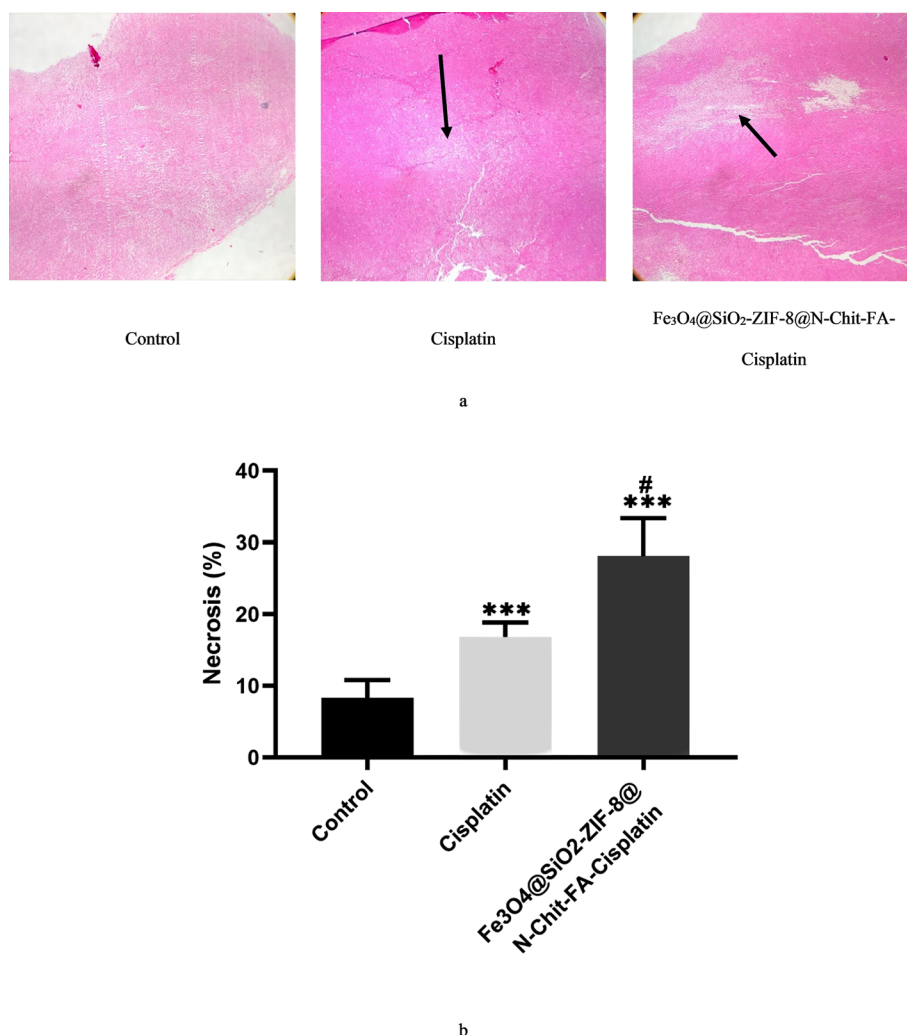 Control
Cisplatin
Fe₃O₄@SiO₂-ZIF-8@N-Chit-FA-
Cisplatin
a
40
30
20
10
0
Necrosis (%)
***
#
***
Control
Cisplatin
Fe3O4@SiO2-ZIF-8@
N-Chit-FA-Cisplatin
b